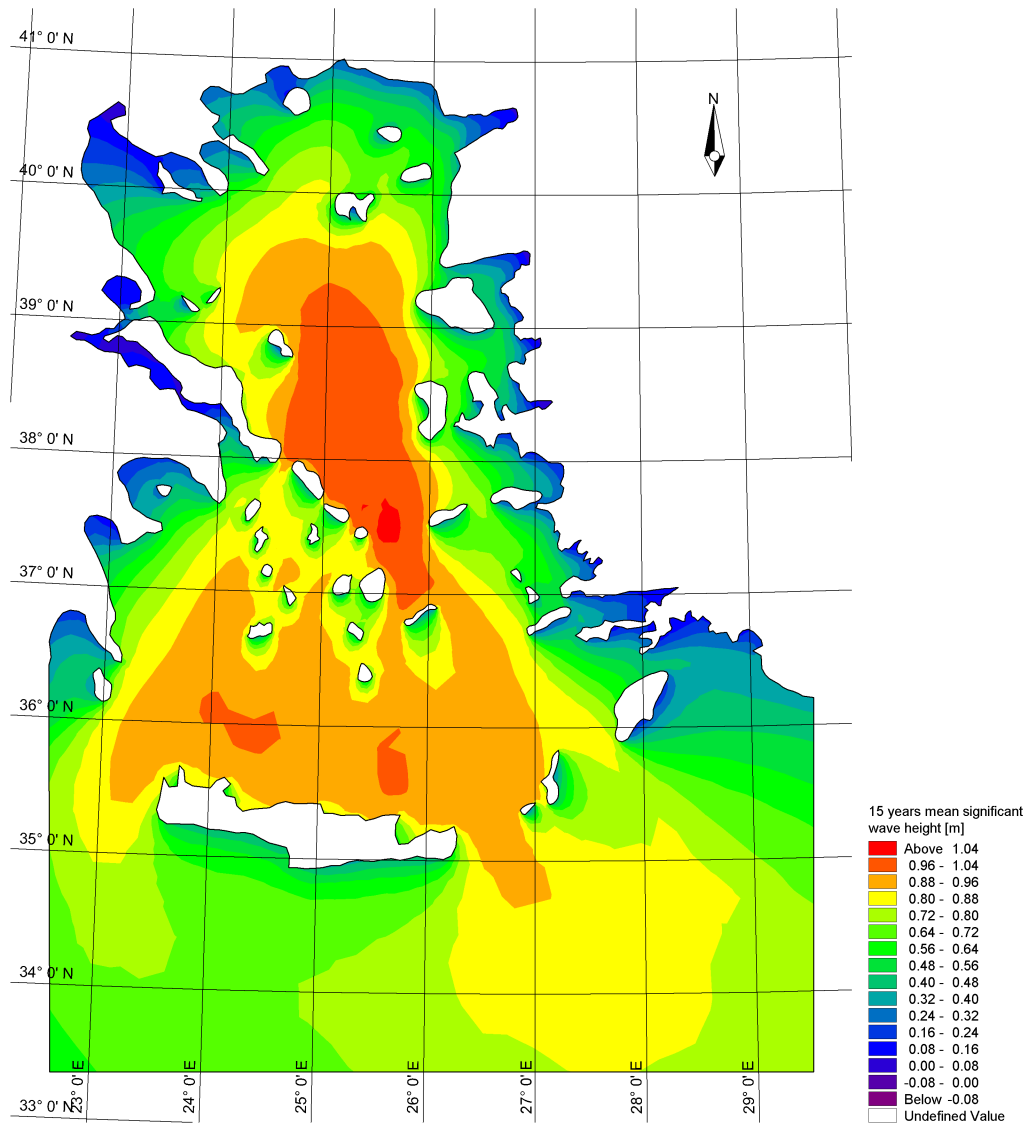 41° 0' N
N
40° 0' N
39° 0' N
38° 0' N
37° 0' N
36° 0' N
35° 0' N
34° 0' N
33° 0' N
23° 0' E
24° 0' E
25° 0' E
26° 0' E
27° 0' E
28° 0' E
29° 0' E
15 years mean significant
wave height [m]
Above 1.04
0.96 - 1.04
0.88 - 0.96
0.80 - 0.88
0.72 - 0.80
0.64 - 0.72
0.56 - 0.64
0.48 - 0.56
0.40 - 0.48
0.32 - 0.40
0.24 - 0.32
0.16 - 0.24
0.08 - 0.16
0.00 - 0.08
-0.08 - 0.00
Below -0.08
Undefined Value